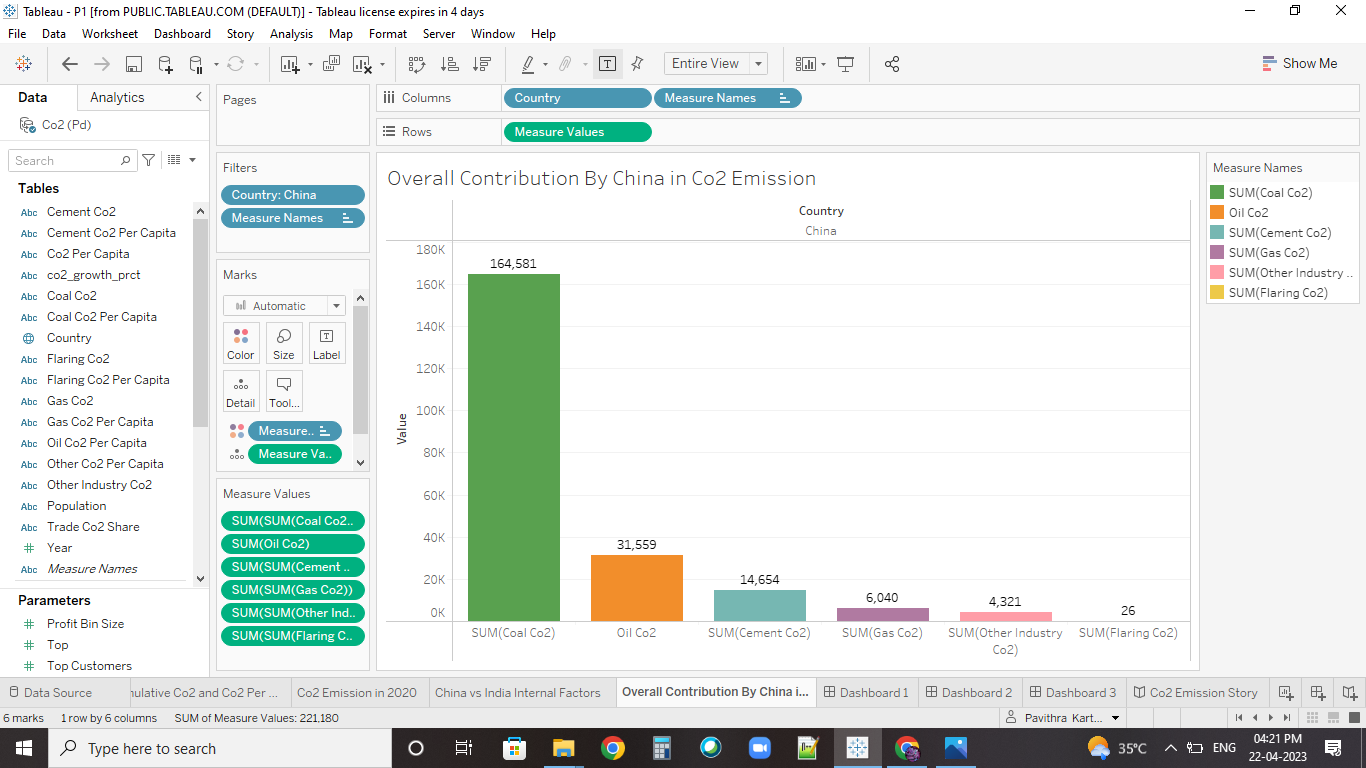 Tableau - P1 [from PUBLIC.TABLEAU.COM (DEFAULT)] - Tableau license expires in 4 days
File Data Worksheet Dashboard Story Analysis Map Format Server Window Help
Entire View
Show Me
Data Analytics
Co2 (Pd)
Search
Tables
Abc Cement Co2
Abc Cement Co2 Per Capita
Abc Co2 Per Capita
Abc co2_growth_prct
Abc Coal Co2
Abc Coal Co2 Per Capita
Country
Abc Flaring Co2
Abc Flaring Co2 Per Capita
Abc Gas Co2
Abc Gas Co2 Per Capita
Abc Oil Co2 Per Capita
Abc Other Co2 Per Capita
Abc Other Industry Co2
Abc Population
Abc Trade Co2 Share
# Year
Abc Measure Names
Parameters
# Profit Bin Size
# Top
# Top Customers
Pages
Filters
Country: China
Measure Names
Marks
Automatic
Color Size Label
Detail Tool...
Measure..
Measure Va..
Measure Values
SUM(SUM(Coal Co2..
SUM(Oil Co2)
SUM(SUM(Cement ..
SUM(SUM(Gas Co2))
SUM(SUM(Other Ind..
SUM(SUM(Flaring C..
Columns Country Measure Names
Rows Measure Values
Overall Contribution By China in Co2 Emission
Country
China
180K
160K
140K
120K
100K
80K
60K
40K
20K
0K
Value
164,581
31,559
14,654
6,040
4,321
26
SUM(Coal Co2) Oil Co2 SUM(Cement Co2) SUM(Gas Co2) SUM(Other Industry SUM(Flaring Co2)
Co2)
Measure Names
SUM(Coal Co2)
Oil Co2
SUM(Cement Co2)
SUM(Gas Co2)
SUM(Other Industry ..
SUM(Flaring Co2)
Data Source ulative Co2 and Co2 Per ... Co2 Emission in 2020 China vs India Internal Factors Overall Contribution By China i... Dashboard 1 Dashboard 2 Dashboard 3 Co2 Emission Story
6 marks 1 row by 6 columns SUM of Measure Values: 221,180 Pavithra Kart...
Type here to search 35°C ENG 04:21 PM
22-04-2023